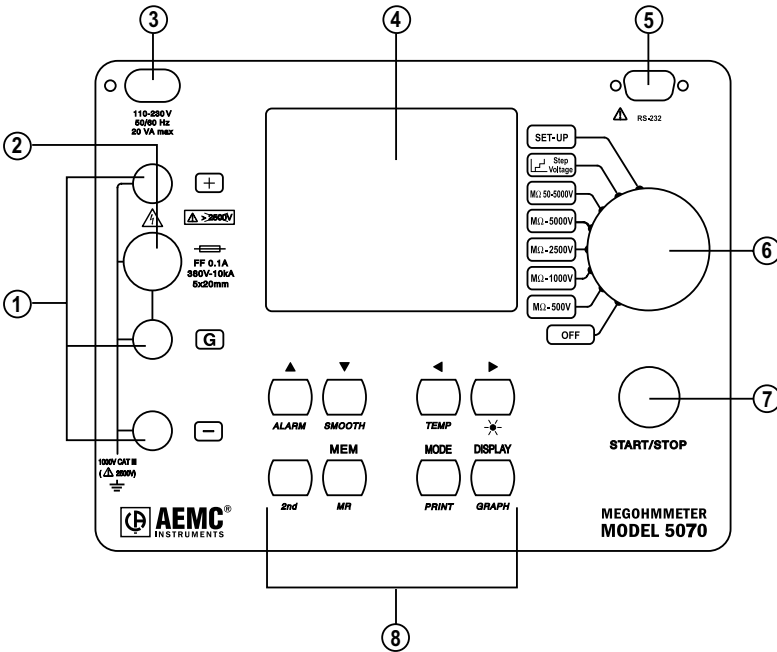 3
4
5
110-230 V
50/60 Hz
20 VA max
RS-232
2
SET-UP
Step
Voltage
+
MΩ 50-5000V
> 2500V
MΩ - 5000V
6
FF 0.1A
380V-10kA
5x20mm
MΩ - 2500V
MΩ - 1000V
1
MΩ - 500V
G
OFF
7
−
ALARM SMOOTH TEMP
START/STOP
MEM MODE DISPLAY
1000V CAT III
( 2500V)
2nd MR PRINT GRAPH
AEMC®
INSTRUMENTS
MEGOHMMETER
MODEL 5070
8